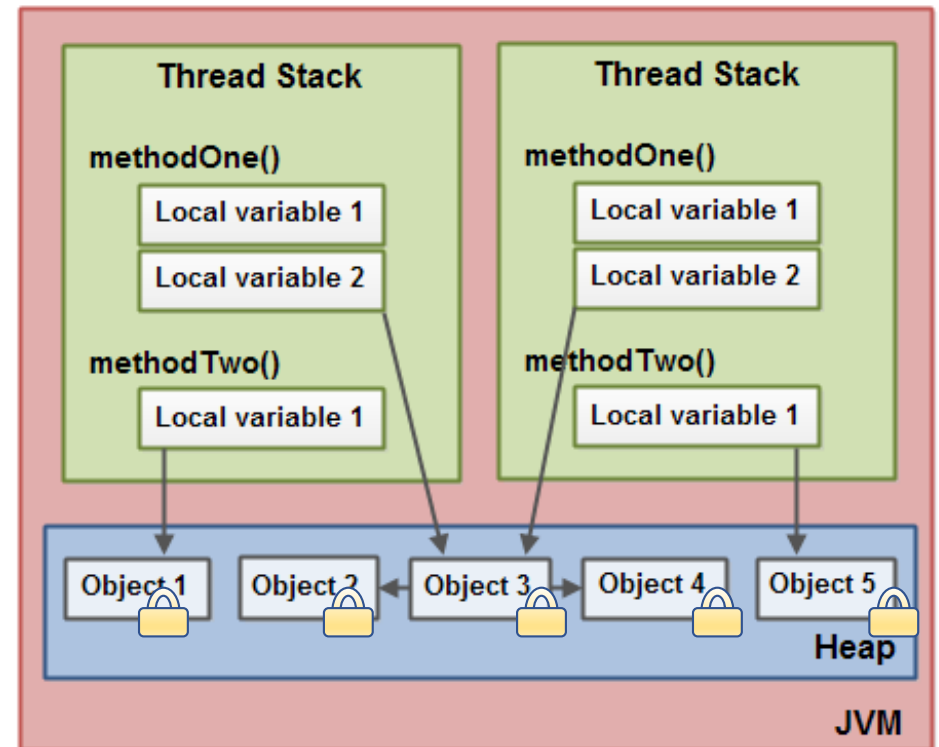 Thread Stack
methodOne()
Local variable 1
Local variable 2
methodTwo()
Local variable 1
Thread Stack
methodOne()
Local variable 1
Local variable 2
methodTwo()
Local variable 1
Object 1
Object 2
Object 3
Object 4
Object 5
Heap
JVM